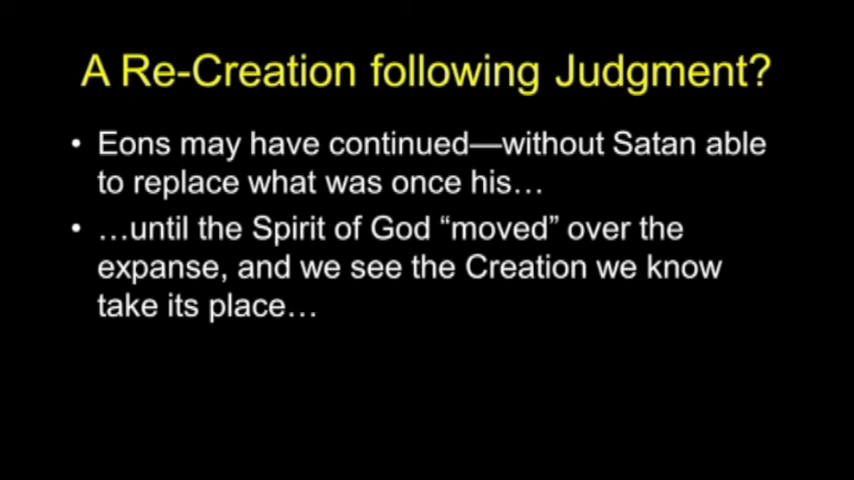 A Re-Creation following Judgment?
• Eons may have continued—without Satan able
to replace what was once his…
• …until the Spirit of God “moved” over the
expanse, and we see the Creation we know
take its place…